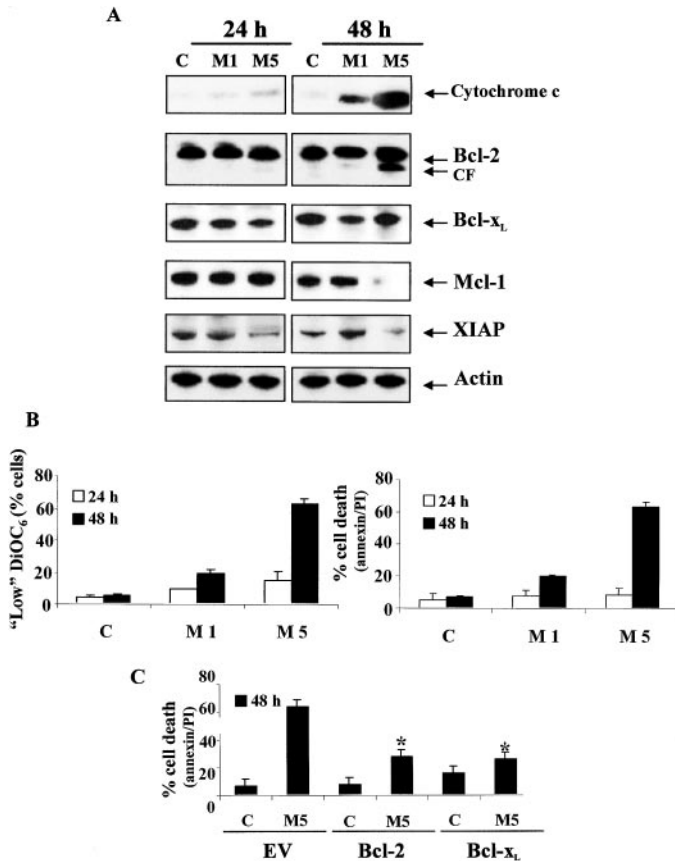 A
24 h 48 h
C M1 M5 C M1 M5
Cytochrome c
Bcl-2
CF
Bcl-xL
Mcl-1
XIAP
Actin
B
"Low" DiOC6 (% cells)
80
60
40
20
0
24 h
48 h
C M 1 M 5
% cell death
(annexin/PI)
80
60
40
20
0
24 h
48 h
C M 1 M 5
C
% cell death
(annexin/PI)
80
60
40
20
0
48 h
* *
C M5 C M5 C M5
EV Bcl-2 Bcl-xL